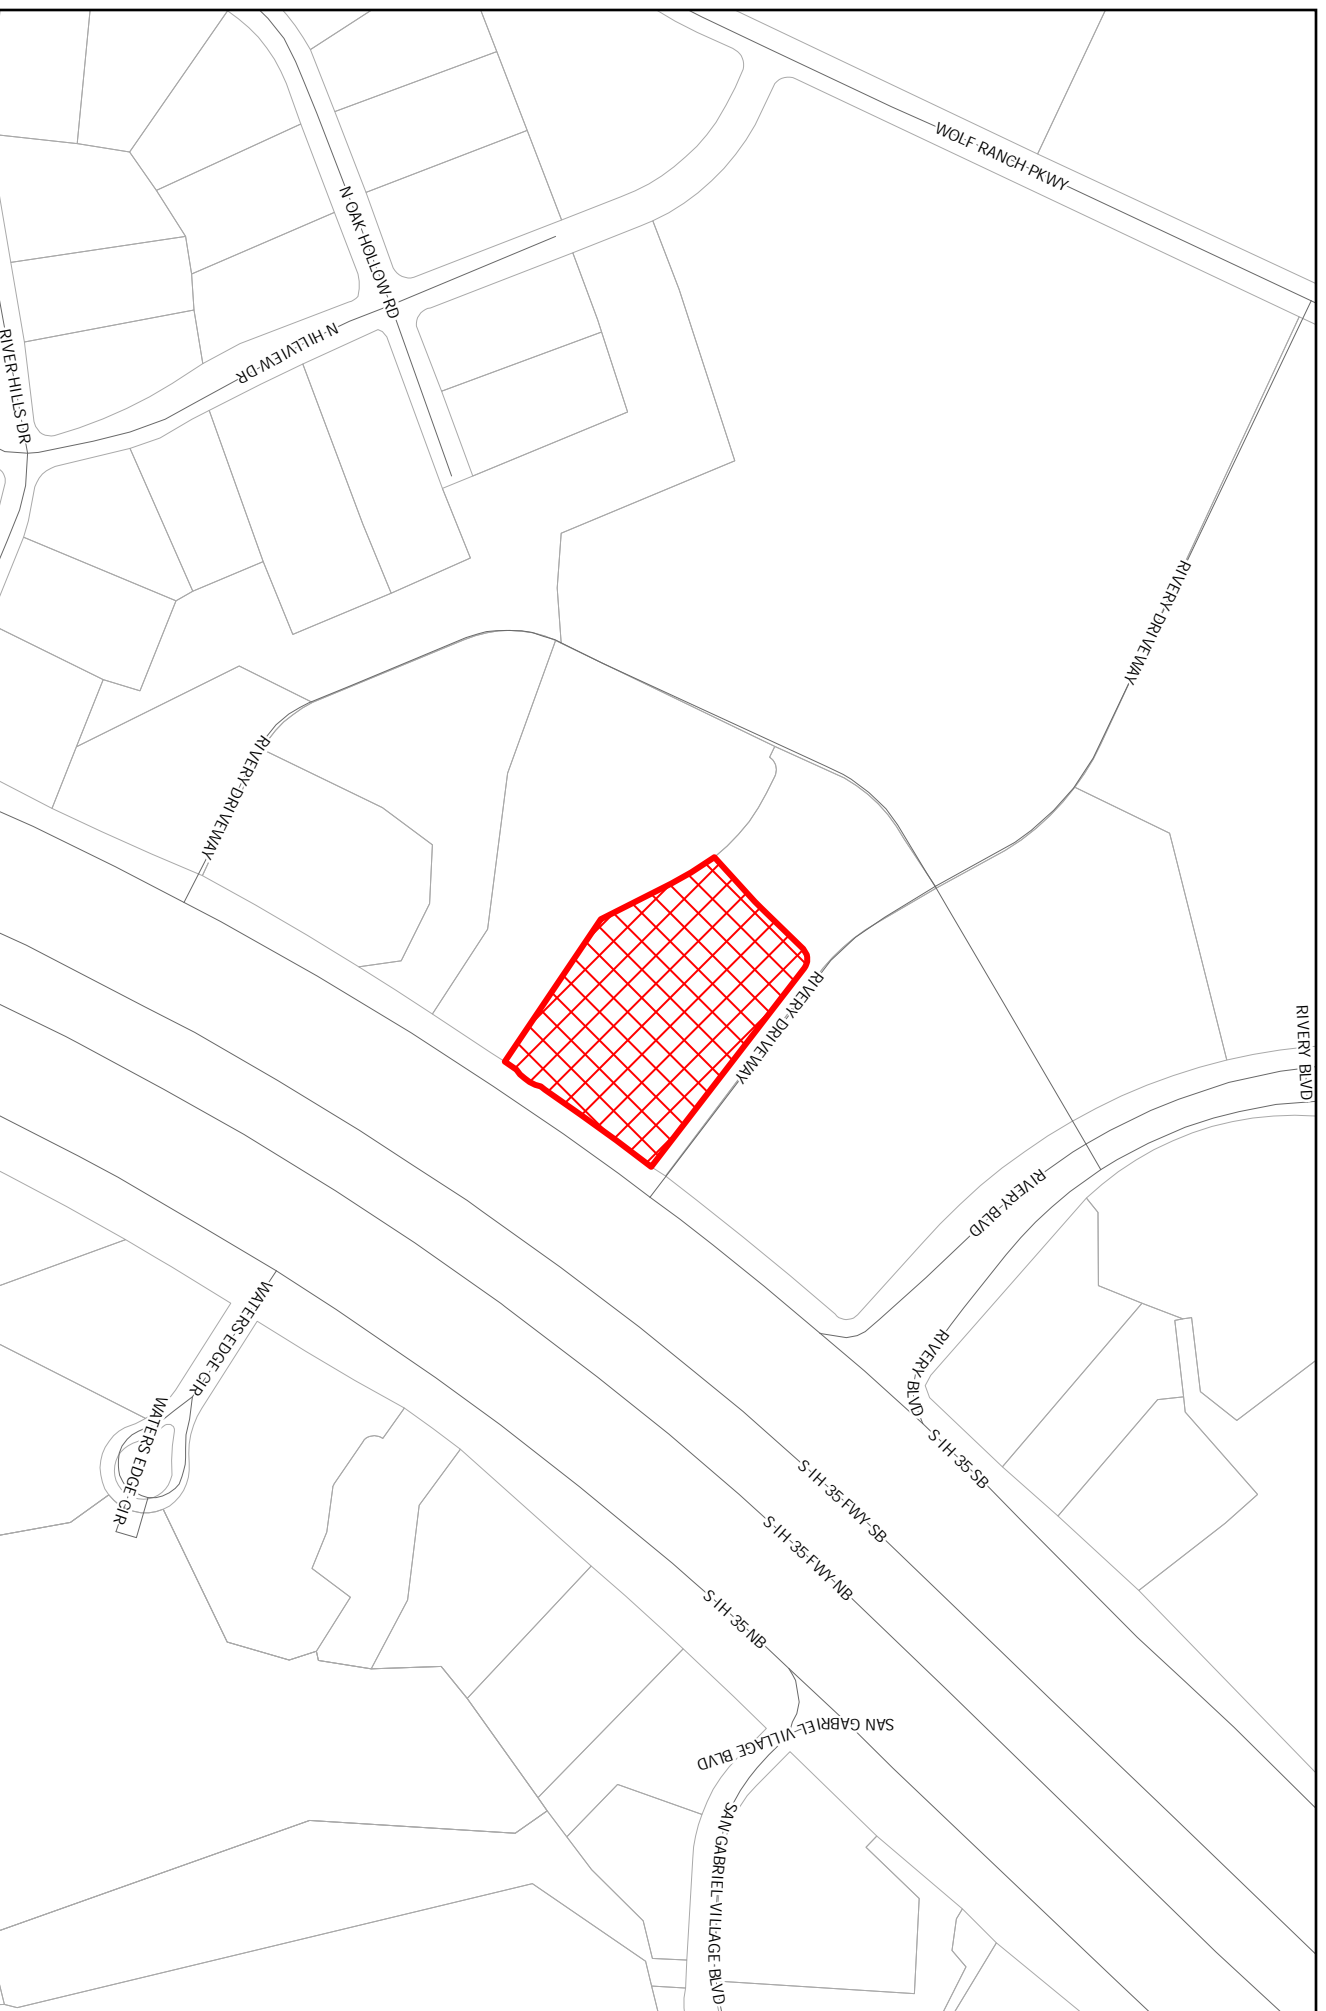 WOLF RANCH PKWY
N OAK HOLLOW RD
N HILLVIEW DR
RIVER HILLS DR
RIVERY DRIVEWAY
RIVERY DRIVEWAY
RIVERY DRIVEWAY
RIVERY BLVD
RIVERY BLVD
RIVERY BLVD
WATERS EDGE CIR
WATERS EDGE CIR
S IH-35 SB
S IH-35 FWY SB
S IH-35 FWY NB
S IH-35 NB
SAN GABRIEL VILLAGE BLVD
SAN GABRIEL VILLAGE BLVD